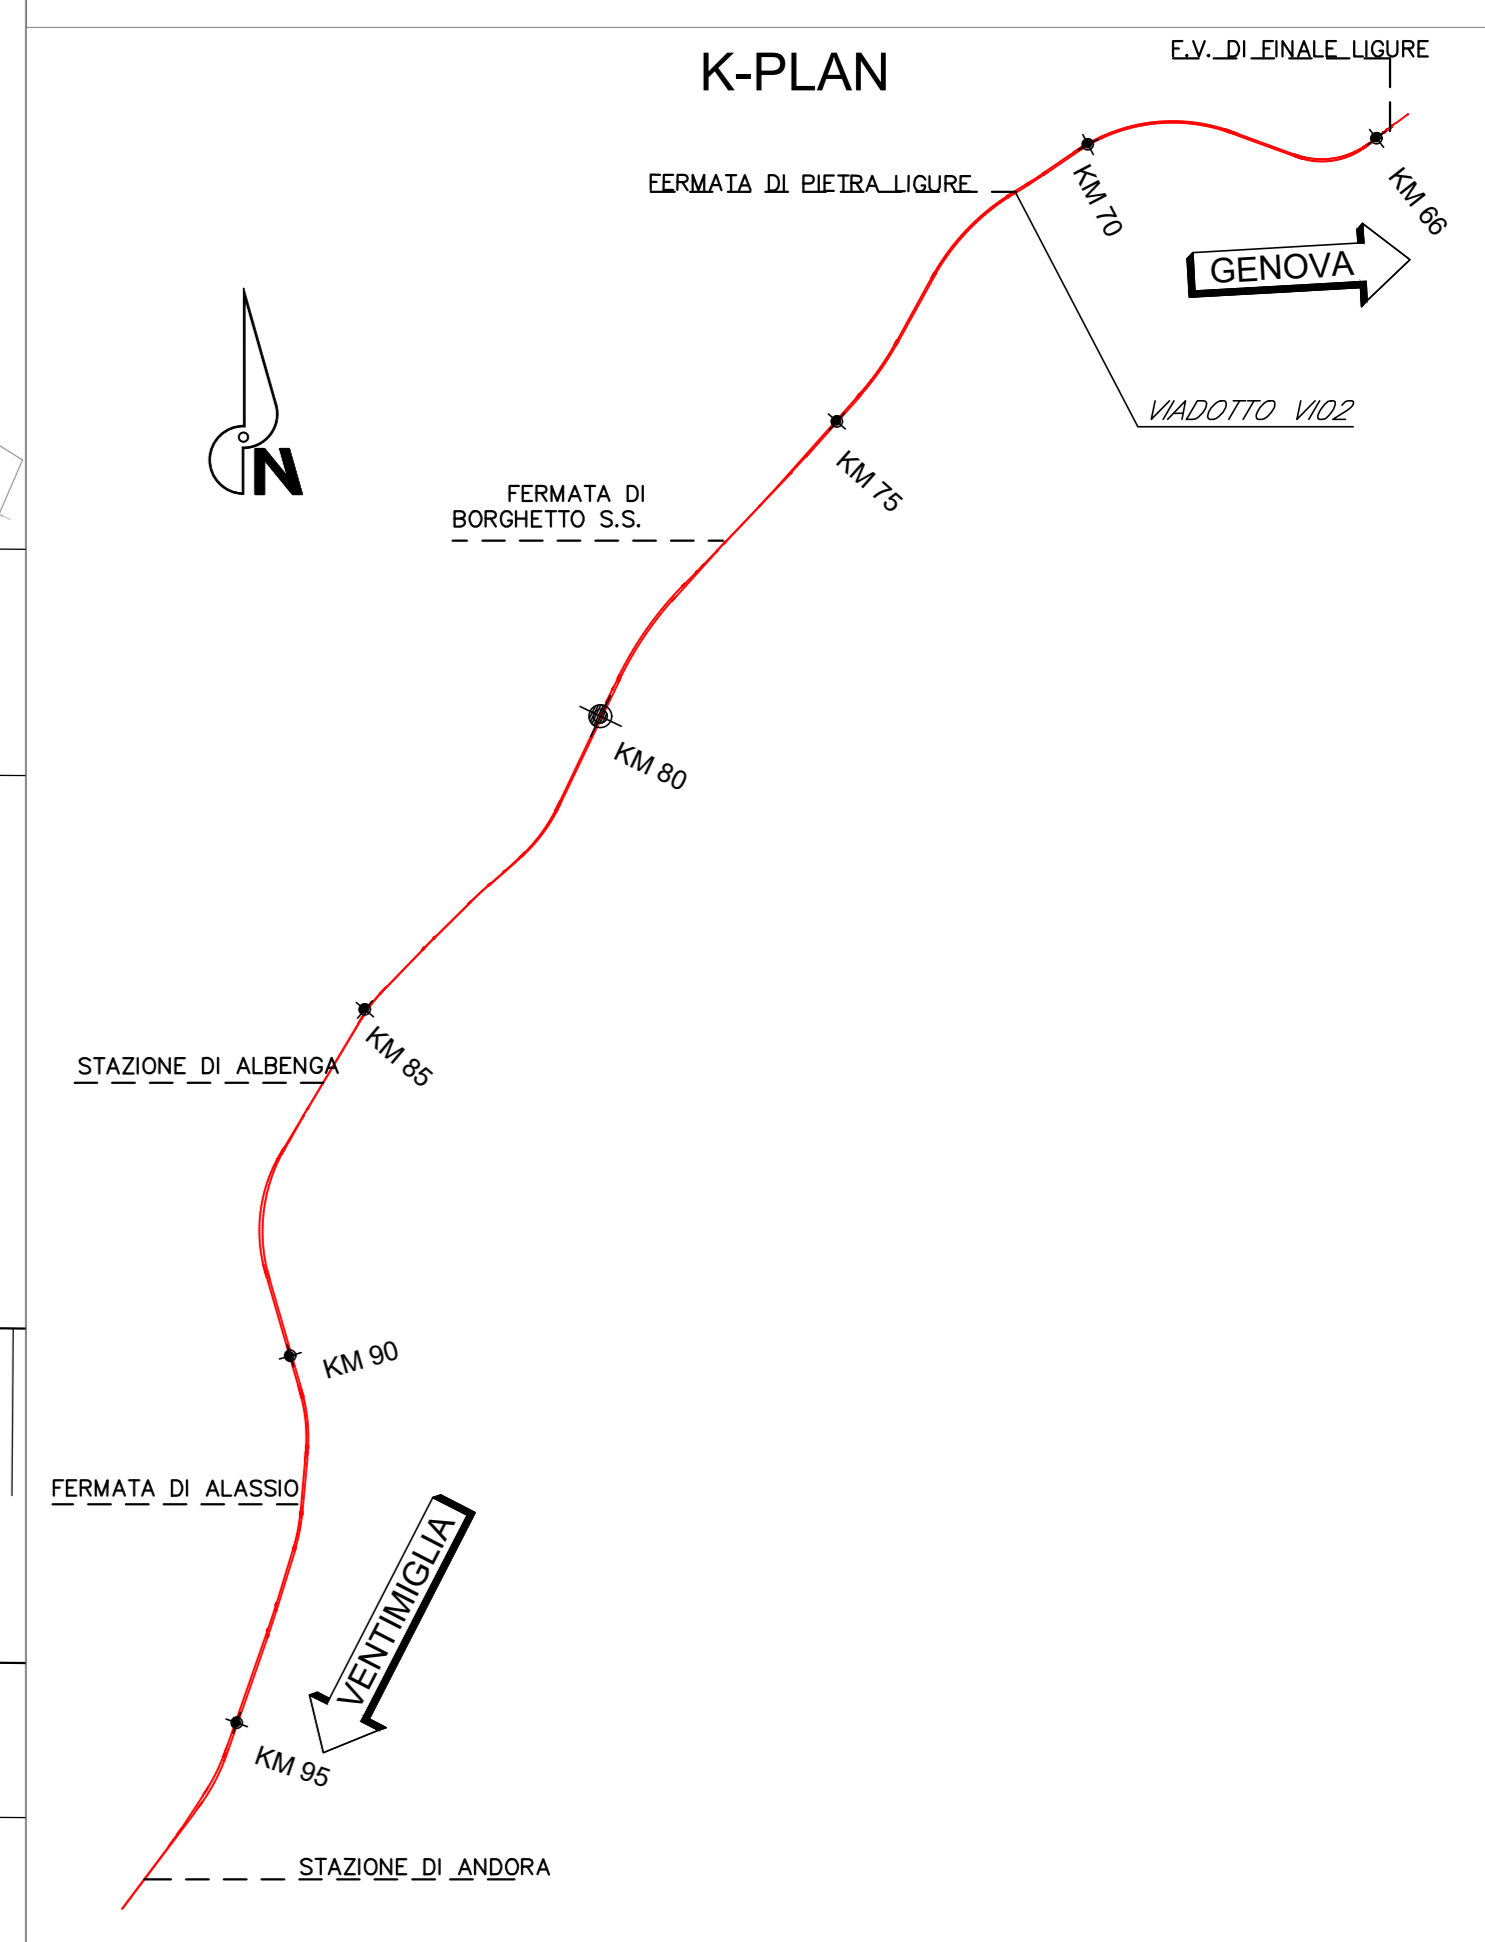 K-PLAN
F.V. DI FINALE LIGURE
FERMATA DI PIETRA LIGURE
KM 70
KM 66
GENOVA
VIADOTTO VI02
N
KM 75
FERMATA DI
BORGHETTO S.S.
KM 80
STAZIONE DI ALBENGA
KM 85
KM 90
FERMATA DI ALASSIO
VENTIMIGLIA
KM 95
STAZIONE DI ANDORA